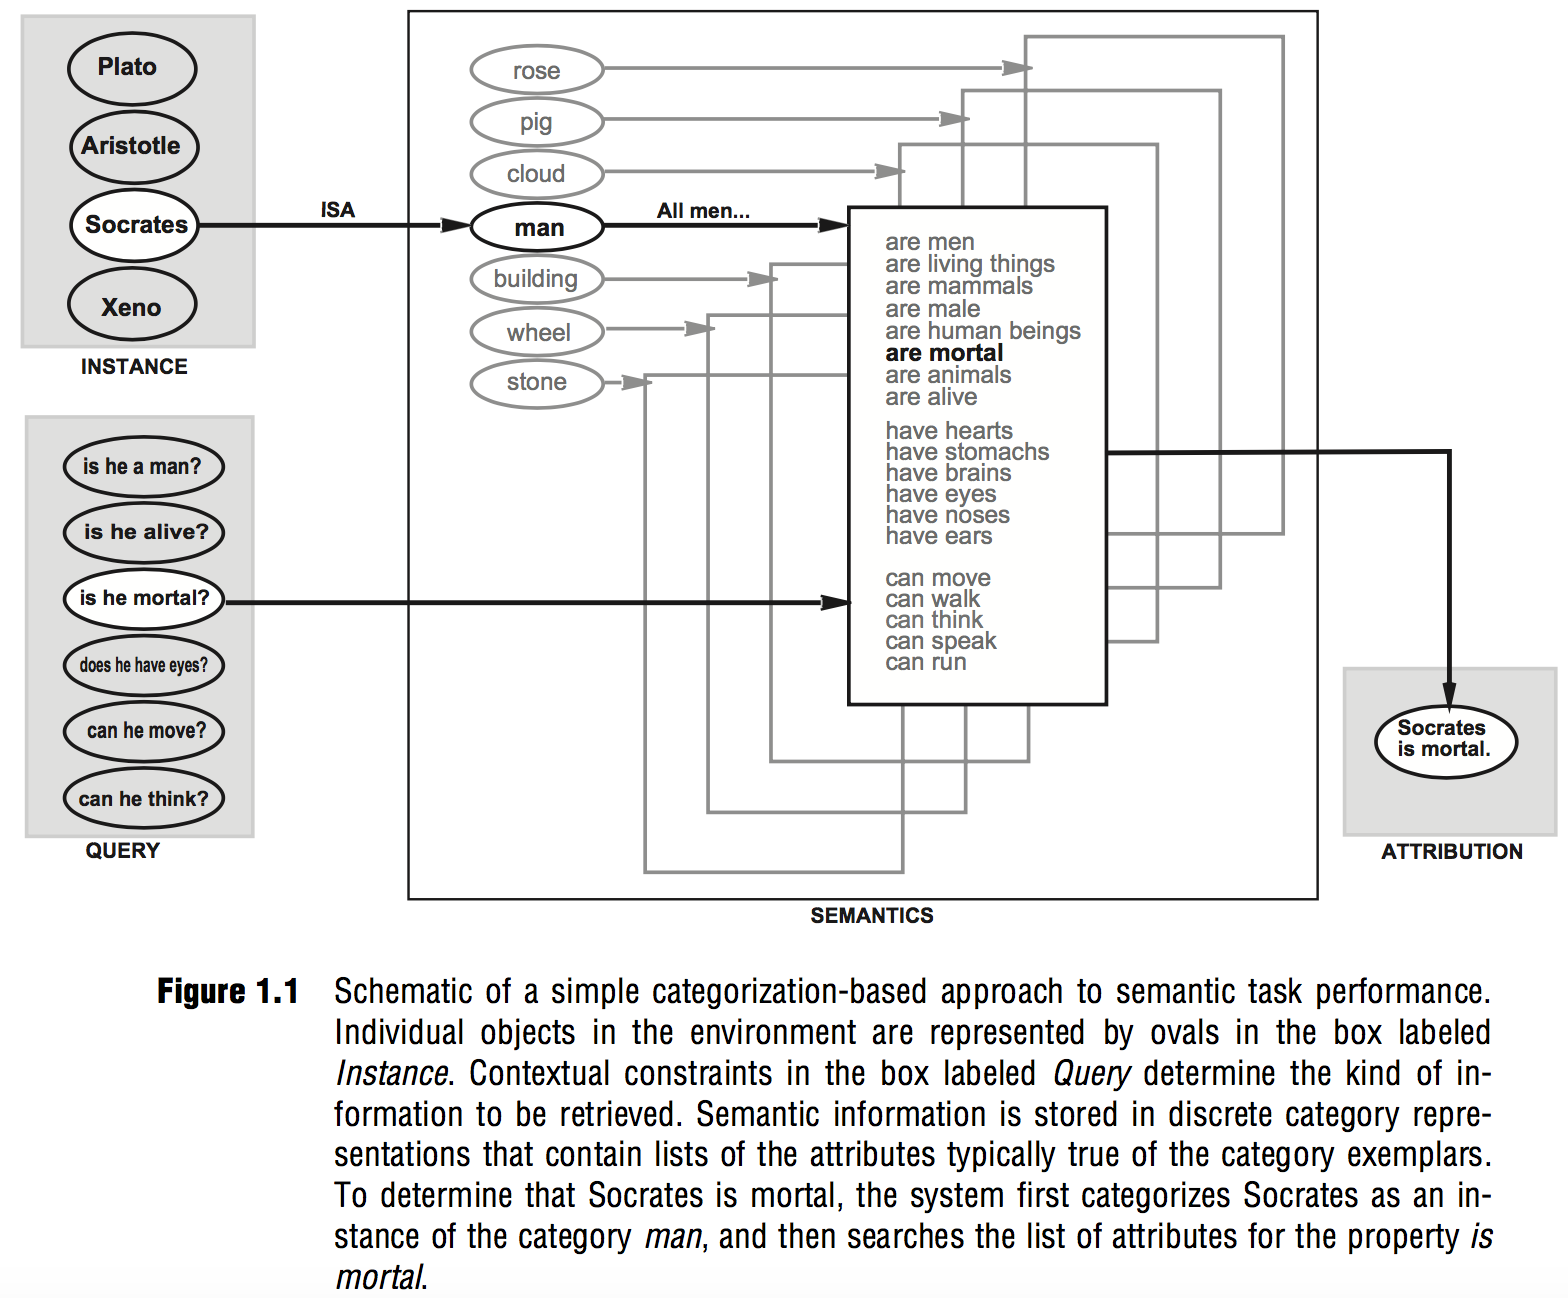 Plato
Aristotle
Socrates
Xeno
INSTANCE
ISA
is he a man?
is he alive?
is he mortal?
does he have eyes?
can he move?
can he think?
QUERY
rose
pig
cloud
man
building
wheel
stone
All men...
are men
are living things
are mammals
are male
are human beings
are mortal
are animals
are alive
have hearts
have stomachs
have brains
have eyes
have noses
have ears
can move
can walk
can think
can speak
can run
SEMANTICS
Socrates
is mortal.
ATTRIBUTION
Figure 1.1 Schematic of a simple categorization-based approach to semantic task performance.
Individual objects in the environment are represented by ovals in the box labeled
Instance. Contextual constraints in the box labeled Query determine the kind of in-
formation to be retrieved. Semantic information is stored in discrete category repre-
sentations that contain lists of the attributes typically true of the category exemplars.
To determine that Socrates is mortal, the system first categorizes Socrates as an in-
stance of the category man, and then searches the list of attributes for the property is
mortal.